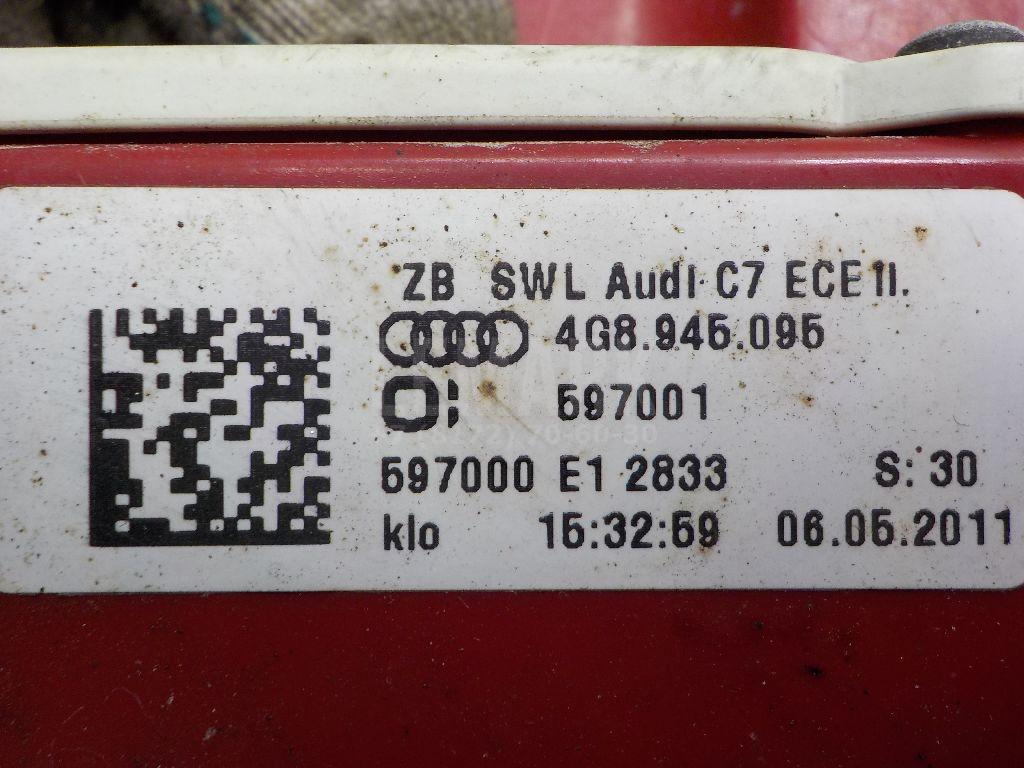 ZB SWL Audi C7 ECE li.
4G8.945.095
597001
597000 E1 2833 S: 30
klo 15:32:59 06.05.2011